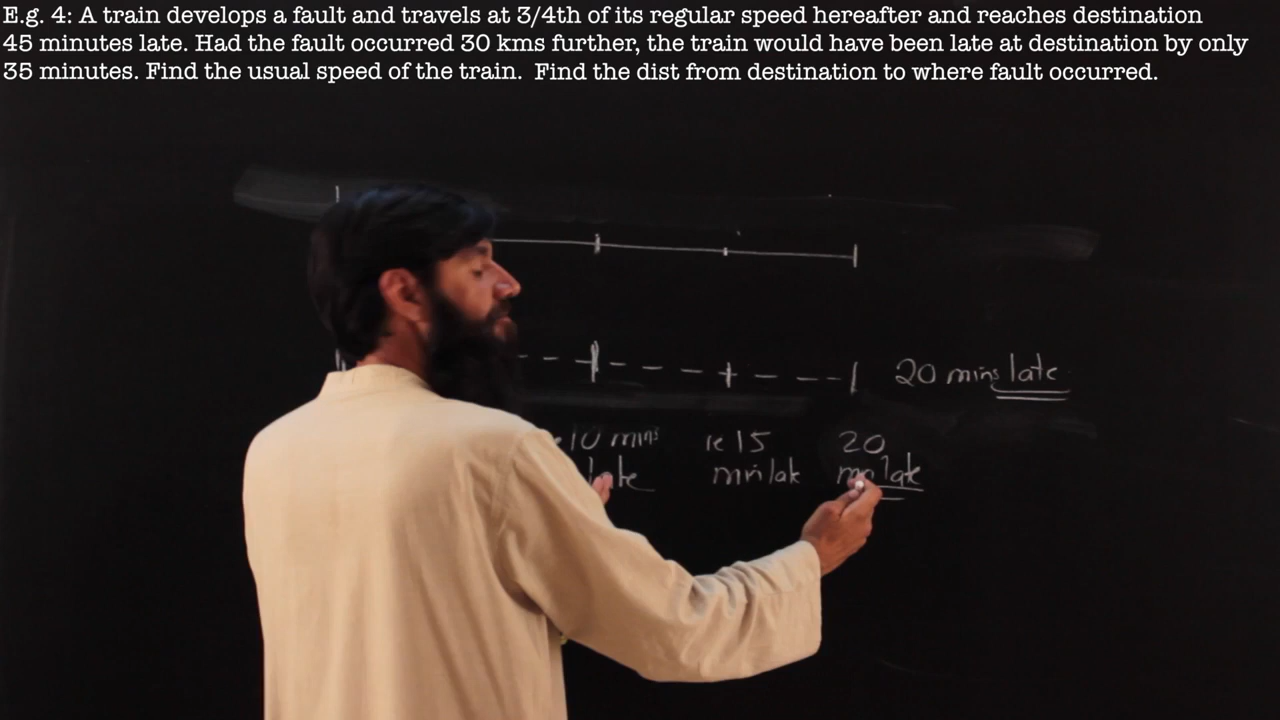 E.g. 4: A train develops a fault and travels at 3/4th of its regular speed hereafter and reaches destination
45 minutes late. Had the fault occurred 30 kms further, the train would have been late at destination by only
35 minutes. Find the usual speed of the train.  Find the dist from destination to where fault occurred.
20 mins late
10 mins 15 20
late min late